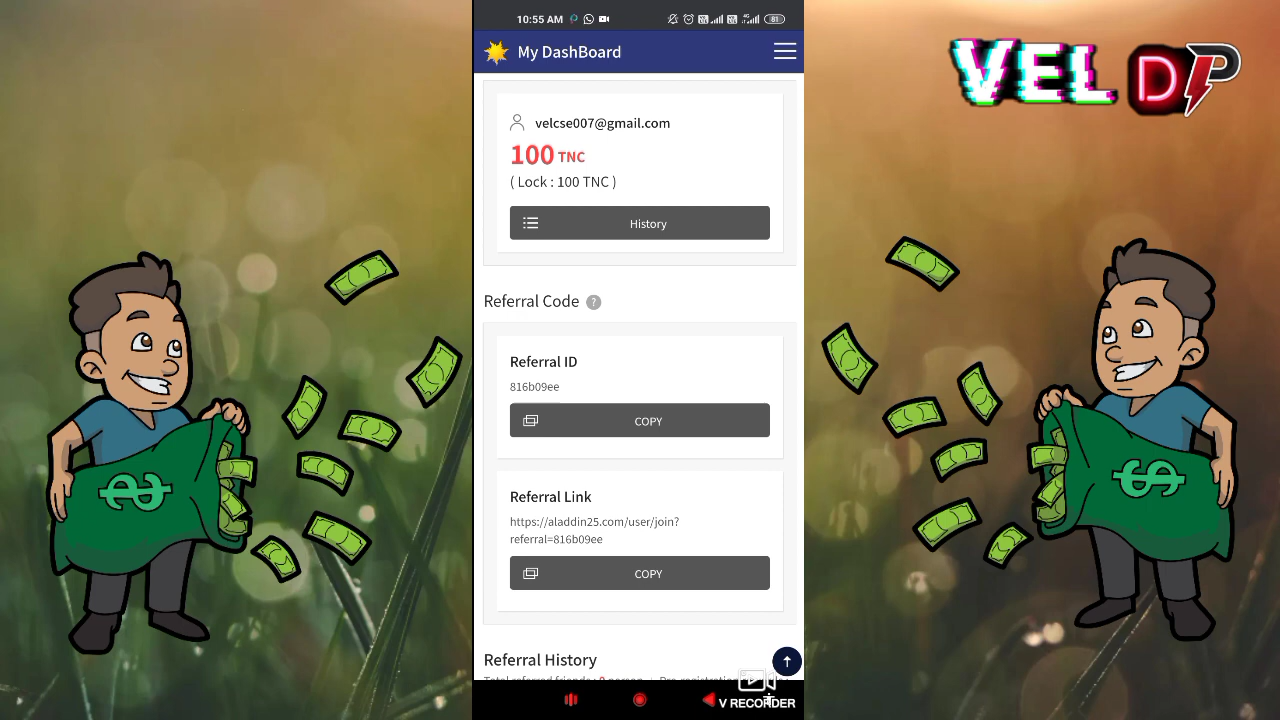 10:55 AM
81
VEL DP
My DashBoard
velcse007@gmail.com
100 TNC
( Lock : 100 TNC )
History
Referral Code ?
Referral ID
816b09ee
COPY
Referral Link
https://aladdin25.com/user/join?
referral=816b09ee
COPY
Referral History
V RECORDER